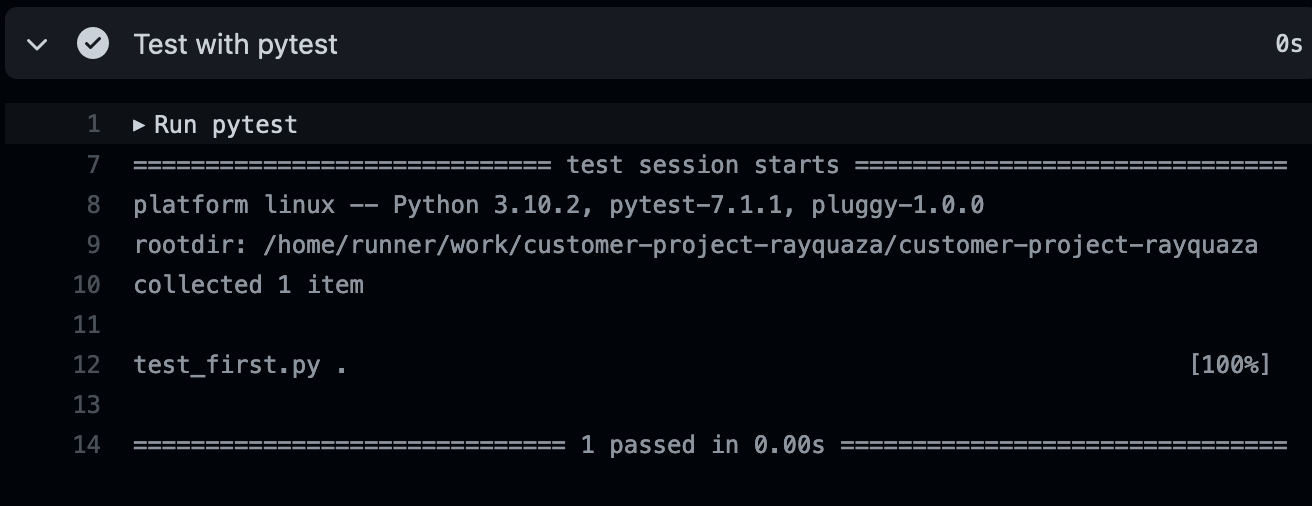 Test with pytest 0s
1 ▸ Run pytest
7 ============================= test session starts ==============================
8 platform linux -- Python 3.10.2, pytest-7.1.1, pluggy-1.0.0
9 rootdir: /home/runner/work/customer-project-rayquaza/customer-project-rayquaza
10 collected 1 item
11
12 test_first.py . [100%]
13
14 ============================== 1 passed in 0.00s ===============================